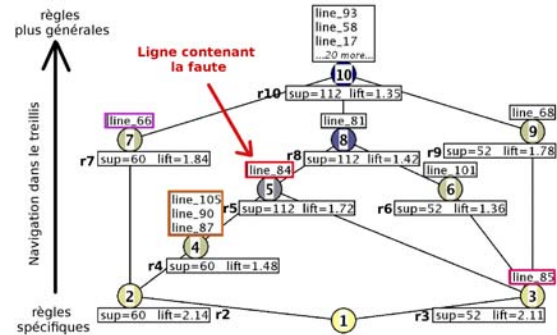 règles
plus générales
Navigation dans le treillis
règles
spécifiques
Ligne contenant
la faute
line_93
line_58
line_17
...20 more...
10
r10
sup=112 lift=1.35
line_66
7
r7
sup=60 lift=1.84
line_81
8
r8
sup=112 lift=1.42
line_68
9
r9
sup=52 lift=1.78
line_84
5
r5
sup=112 lift=1.72
line_101
6
r6
sup=52 lift=1.36
line_105
line_90
line_87
4
r4
sup=60 lift=1.48
line_85
2
sup=60 lift=2.14
r2
1
3
r3
sup=52 lift=2.11